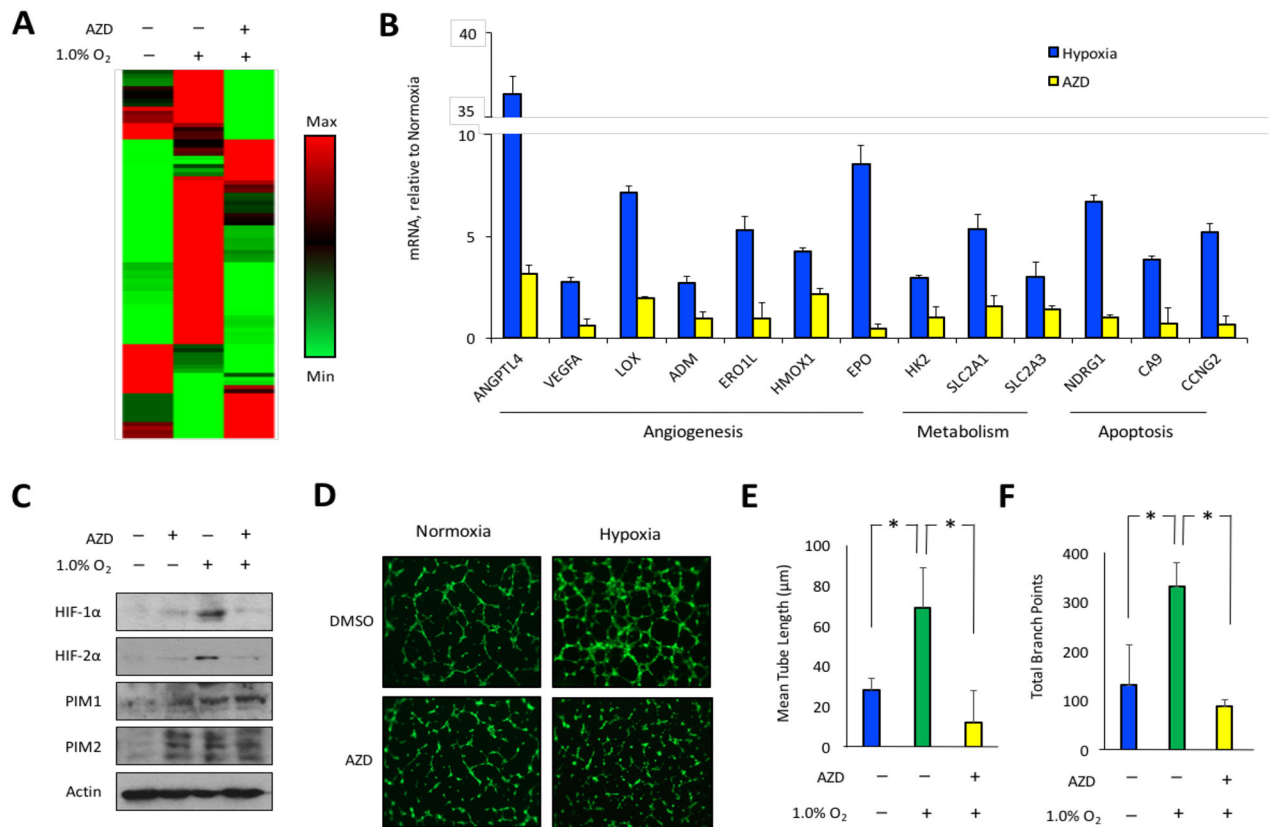 A
AZD – – +
1.0% O₂ – + +
Max
Min
B
mRNA, relative to Normoxia
40
35
10
5
0
Hypoxia
AZD
ANGPTL4
VEGFA
LOX
ADM
ERO1L
HMOX1
EPO
HK2
SLC2A1
SLC2A3
NDRG1
CA9
CCNG2
Angiogenesis
Metabolism
Apoptosis
C
AZD – + – +
1.0% O₂ – – + +
HIF-1α
HIF-2α
PIM1
PIM2
Actin
D
Normoxia Hypoxia
DMSO
AZD
E
* *
Mean Tube Length (μm)
100
80
60
40
20
0
AZD – – +
1.0% O₂ – + +
F
* *
Total Branch Points
400
300
200
100
0
AZD – – +
1.0% O₂ – + +